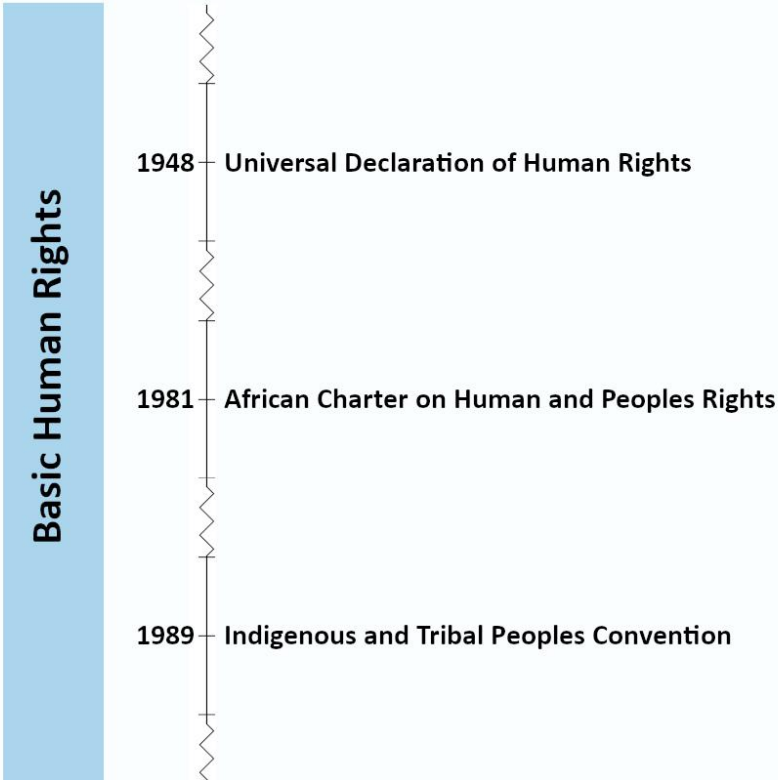 Basic Human Rights
1948 Universal Declaration of Human Rights
1981 African Charter on Human and Peoples Rights
1989 Indigenous and Tribal Peoples Convention